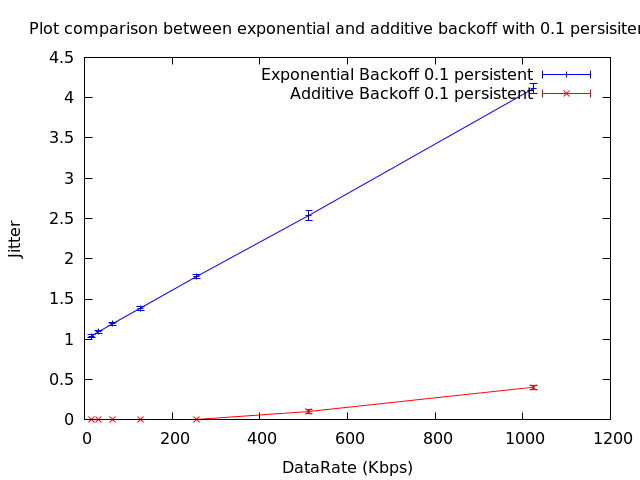 Plot comparison between exponential and additive backoff with 0.1 persisiten
4.5
4
3.5
3
2.5
2
1.5
1
0.5
0
Jitter
Exponential Backoff 0.1 persistent
Additive Backoff 0.1 persistent
0 200 400 600 800 1000 1200
DataRate (Kbps)